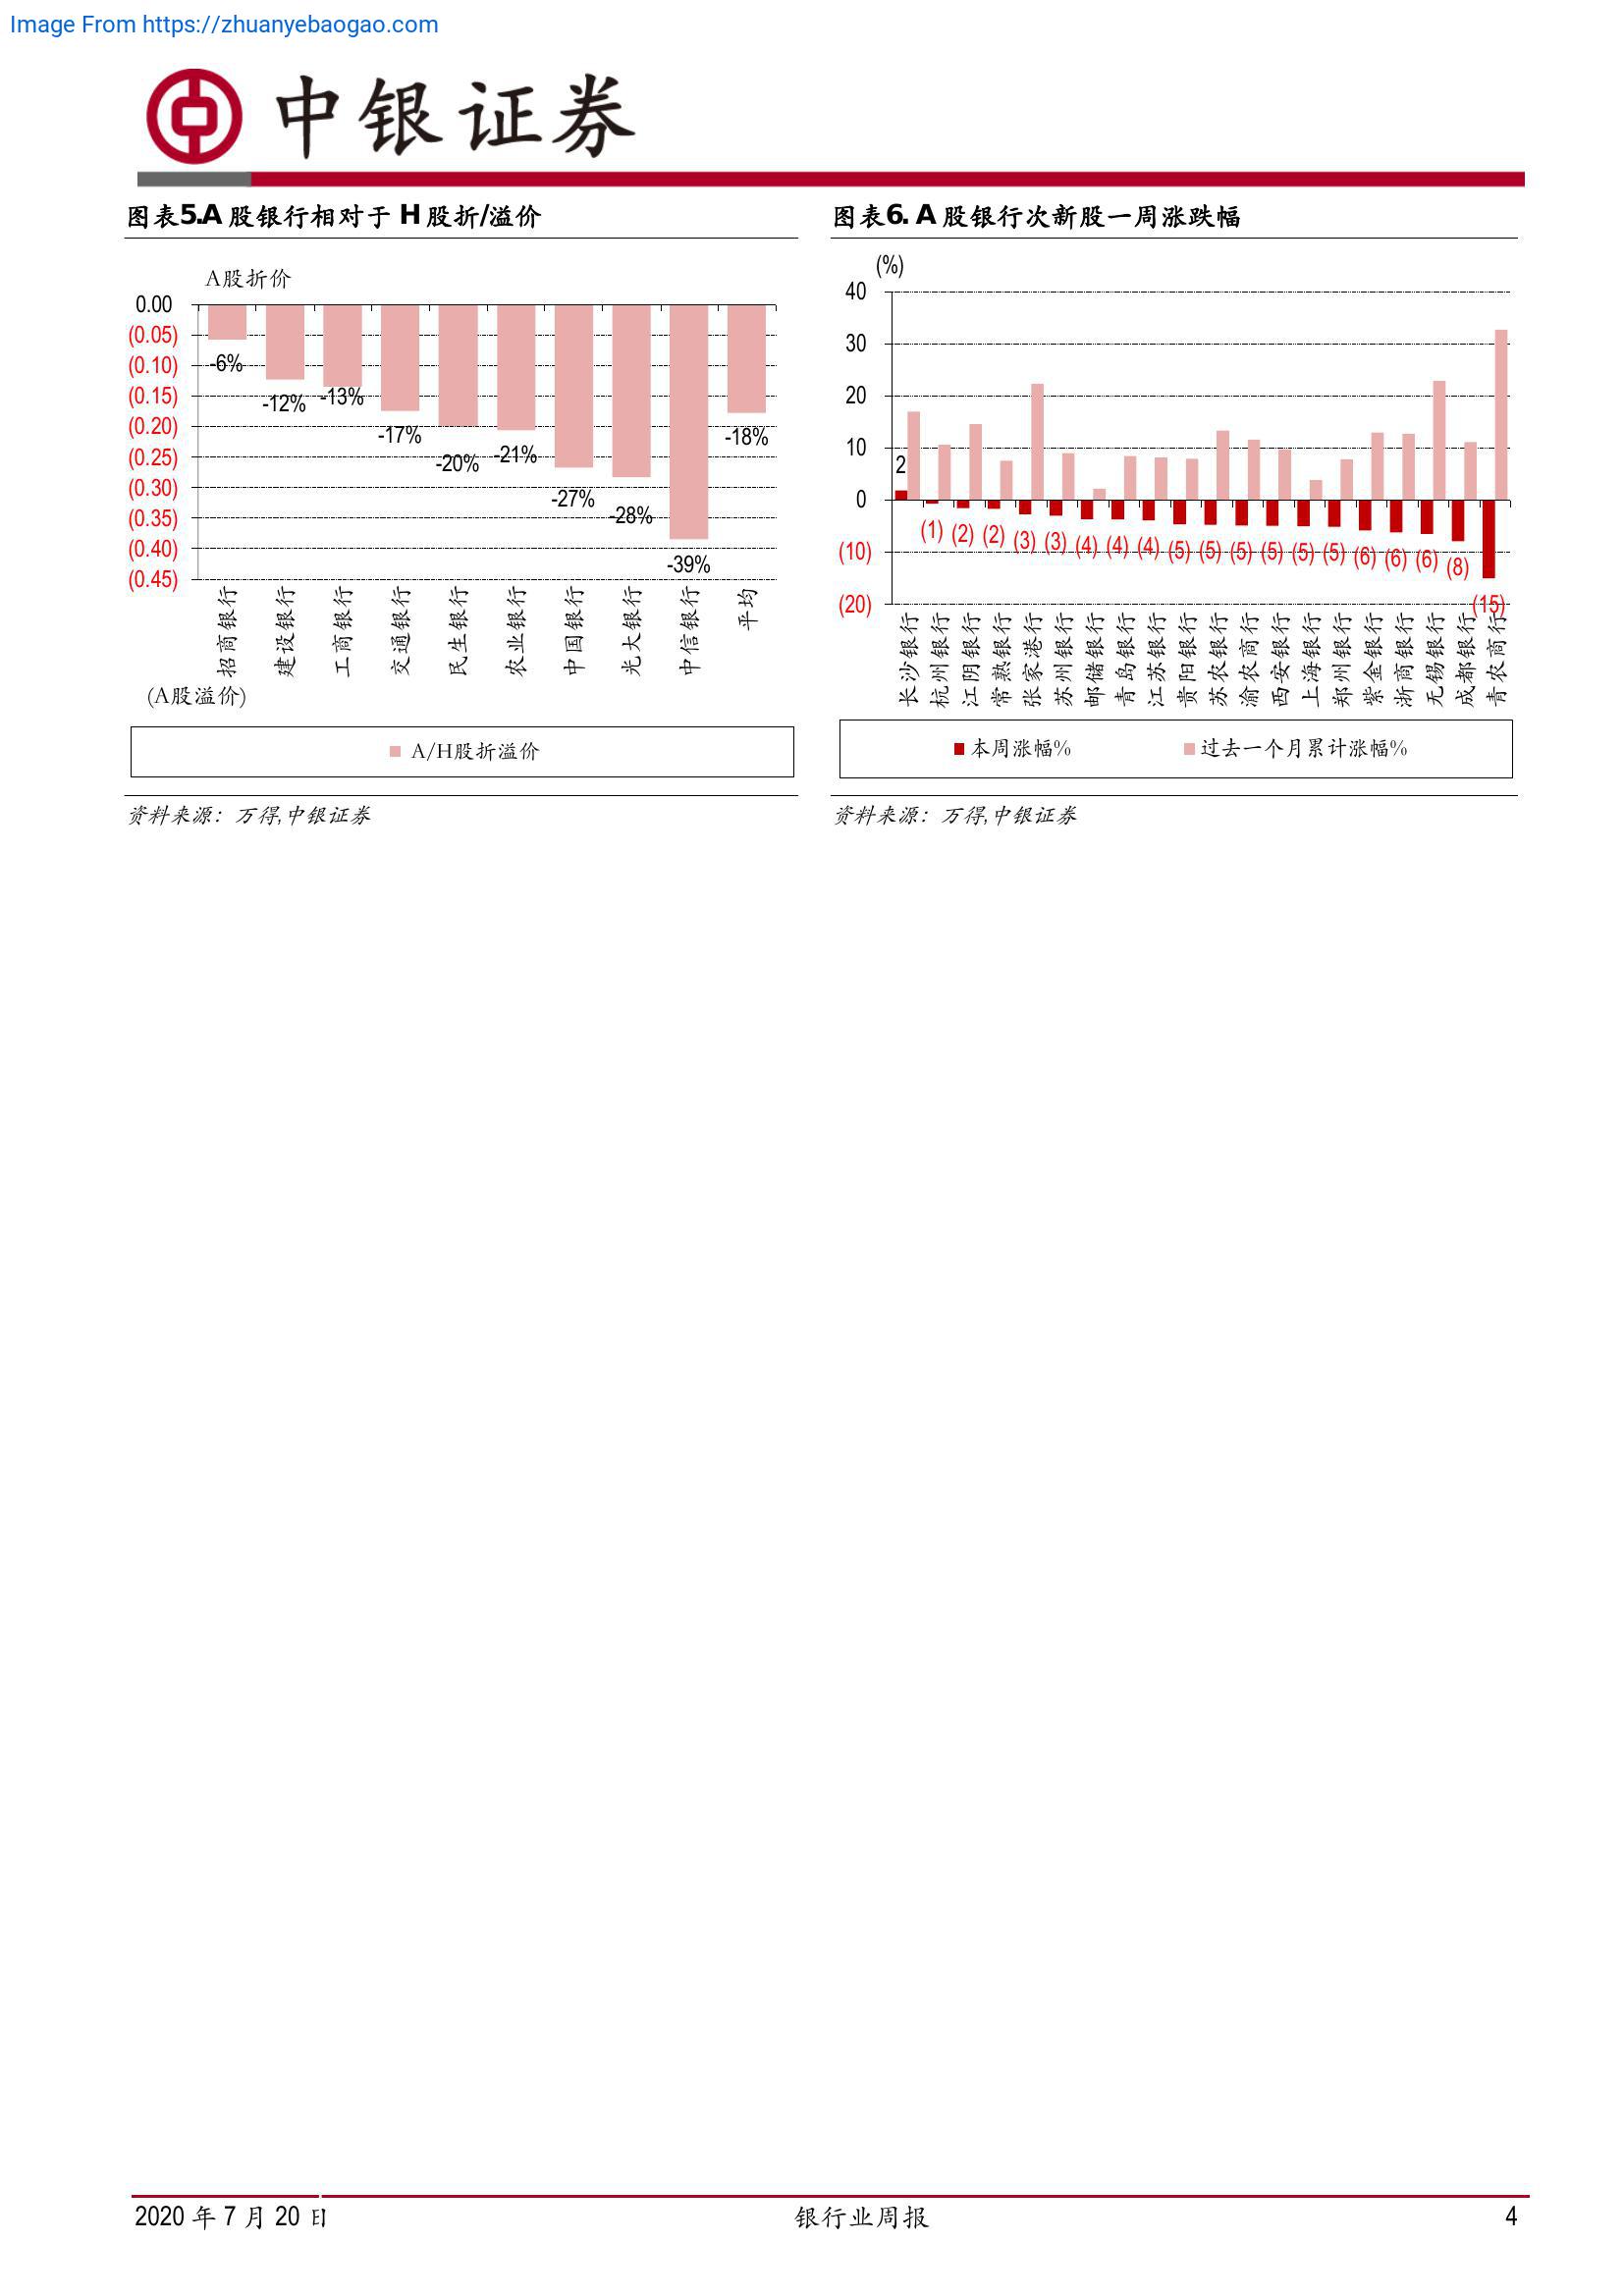 Image From https://zhuanyebaogao.com
中银证券
图表5.A 股银行相对于 H 股折/溢价
A股折价
0.00
(0.05)
(0.10)
(0.15)
(0.20)
(0.25)
(0.30)
(0.35)
(0.40)
(0.45)
-6%
-12%
-13%
-17%
-20%
-21%
-27%
-28%
-39%
-18%
招商银行
建设银行
工商银行
交通银行
民生银行
农业银行
中国银行
光大银行
中信银行
平均
(A股溢价)
A/H股折溢价
资料来源：万得,中银证券
图表6. A 股银行次新股一周涨跌幅
(%)
40
30
20
10
0
(10)
(20)
2
(1)
(2)
(2)
(3)
(3)
(4)
(4)
(4)
(5)
(5)
(5)
(5)
(5)
(5)
(6)
(6)
(6)
(8)
(15)
长沙银行
杭州银行
江阴银行
常熟银行
张家港行
苏州银行
邮储银行
青岛银行
江苏银行
贵阳银行
苏农银行
渝农商行
西安银行
上海银行
郑州银行
紫金银行
浙商银行
无锡银行
成都银行
青农商行
本周涨幅%
过去一个月累计涨幅%
资料来源：万得,中银证券
2020 年 7 月 20 日
银行业周报
4